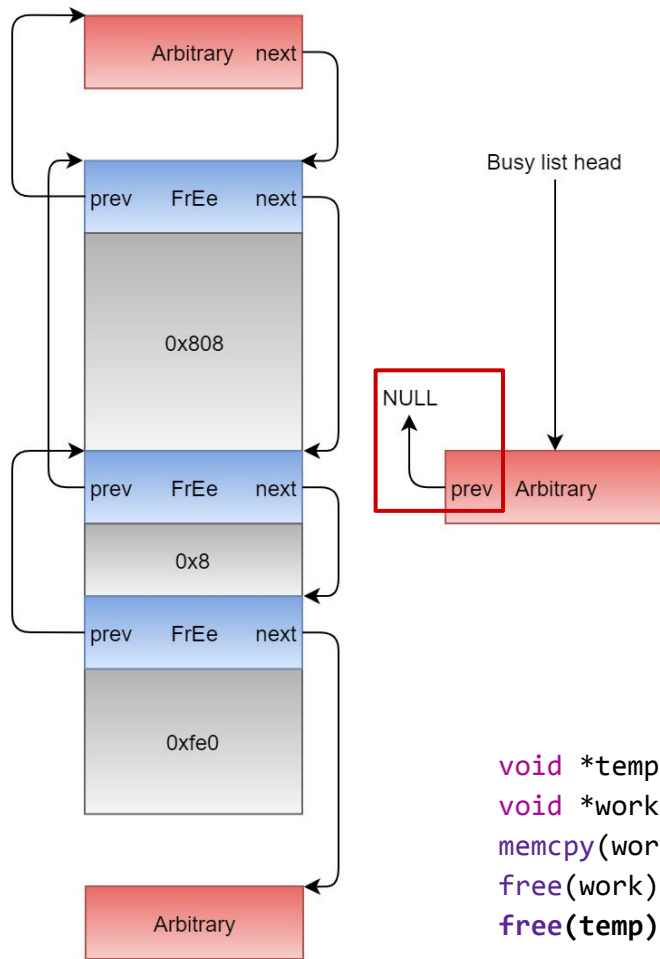 Arbitrary next
prev FrEe next
0x808
prev FrEe next
0x8
prev FrEe next
0xfe0
Arbitrary
Busy list head
NULL
prev Arbitrary
void *temp
void *work
memcpy(wor
free(work)
free(temp)